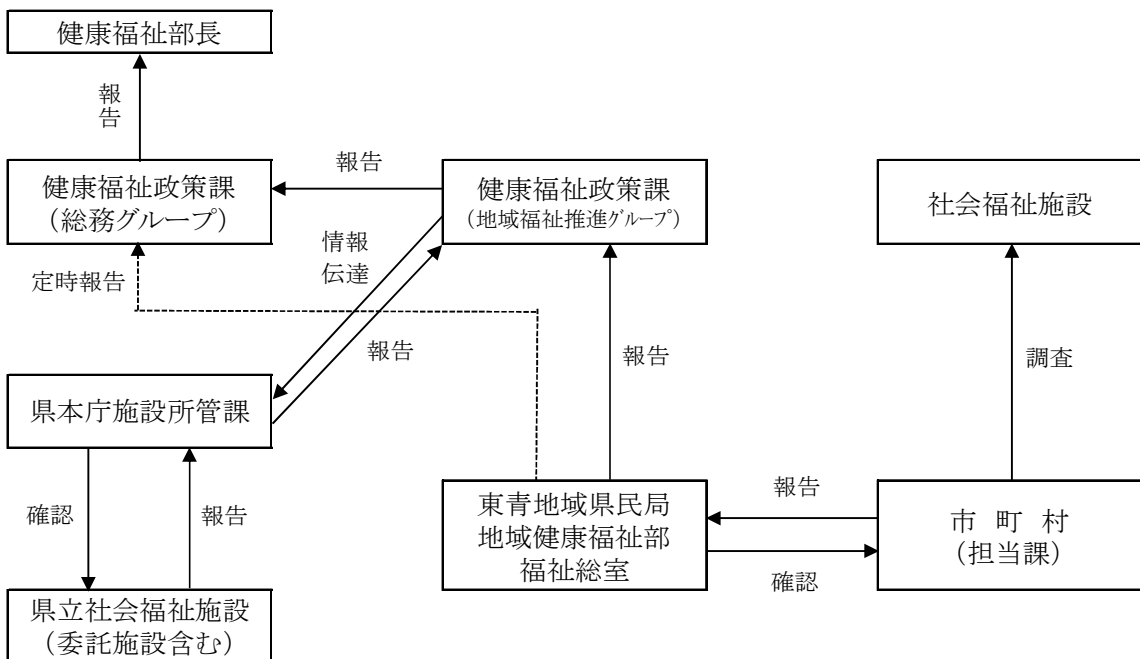 健康福祉部長
報告
健康福祉政策課
（総務グループ）
報告
健康福祉政策課
（地域福祉推進グループ）
社会福祉施設
情報
伝達
定時報告
報告
報告
調査
県本庁施設所管課
確認
報告
東青地域県民局
地域健康福祉部
福祉総室
報告
確認
市 町 村
（担当課）
県立社会福祉施設
（委託施設含む）